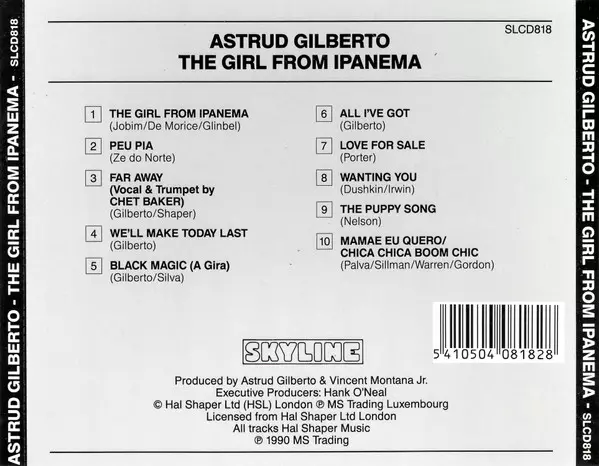 ASTRUD GILBERTO - THE GIRL FROM IPANEMA - SLCD818
SLCD818
ASTRUD GILBERTO
THE GIRL FROM IPANEMA
1 THE GIRL FROM IPANEMA
(Jobim/De Morice/Glinbel)
2 PEU PIA
(Ze do Norte)
3 FAR AWAY
(Vocal & Trumpet by
CHET BAKER)
(Gilberto/Shaper)
4 WE'LL MAKE TODAY LAST
(Gilberto)
5 BLACK MAGIC (A Gira)
(Gilberto/Silva)
6 ALL I'VE GOT
(Gilberto)
7 LOVE FOR SALE
(Porter)
8 WANTING YOU
(Dushkin/Irwin)
9 THE PUPPY SONG
(Nelson)
10 MAMAE EU QUERO/
CHICA CHICA BOOM CHIC
(Palva/Sillman/Warren/Gordon)
5 410504 081828
SKYLINE
Produced by Astrud Gilberto & Vincent Montana Jr.
Executive Producers: Hank O'Neal
© Hal Shaper Ltd (HSL) London ℗ MS Trading Luxembourg
Licensed from Hal Shaper Ltd London
All tracks Hal Shaper Music
℗ 1990 MS Trading
ASTRUD GILBERTO - THE GIRL FROM IPANEMA - SLCD818